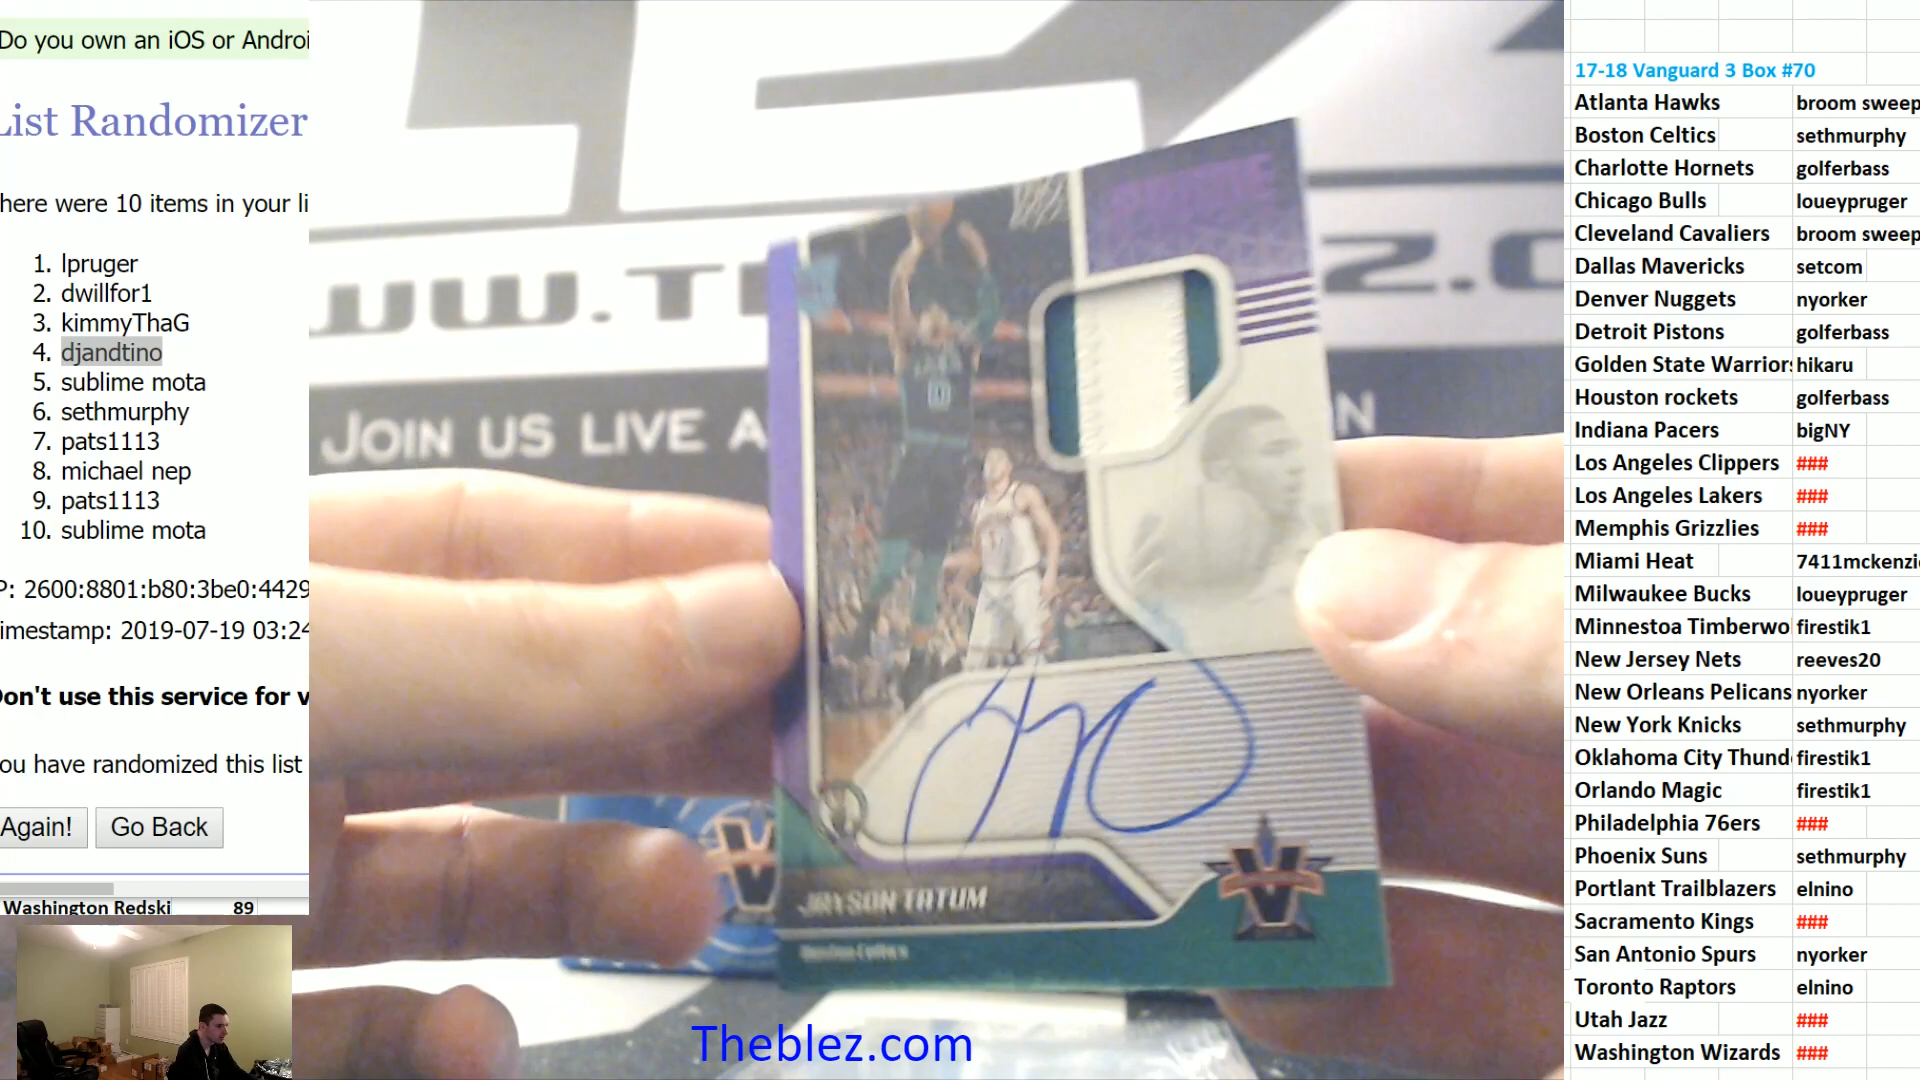 Do you own an iOS or Androi
List Randomizer
here were 10 items in your li
1. lpruger
2. dwillfor1
3. kimmyThaG
4. djandtino
5. sublime mota
6. sethmurphy
7. pats1113
8. michael nep
9. pats1113
10. sublime mota
P: 2600:8801:b80:3be0:4429
imestamp: 2019-07-19 03:24
Don't use this service for v
ou have randomized this list
Again! Go Back
Washington Redski 89
JOIN US LIVE A
JAYSON TATUM
Boston Celtics
Theblez.com
17-18 Vanguard 3 Box #70
Atlanta Hawks broom sweep
Boston Celtics sethmurphy
Charlotte Hornets golferbass
Chicago Bulls loueypruger
Cleveland Cavaliers broom sweep
Dallas Mavericks setcom
Denver Nuggets nyorker
Detroit Pistons golferbass
Golden State Warriors hikaru
Houston rockets golferbass
Indiana Pacers bigNY
Los Angeles Clippers ###
Los Angeles Lakers ###
Memphis Grizzlies ###
Miami Heat 7411mckenzie
Milwaukee Bucks loueypruger
Minnestoa Timberwo firestik1
New Jersey Nets reeves20
New Orleans Pelicans nyorker
New York Knicks sethmurphy
Oklahoma City Thund firestik1
Orlando Magic firestik1
Philadelphia 76ers ###
Phoenix Suns sethmurphy
Portlant Trailblazers elnino
Sacramento Kings ###
San Antonio Spurs nyorker
Toronto Raptors elnino
Utah Jazz ###
Washington Wizards ###